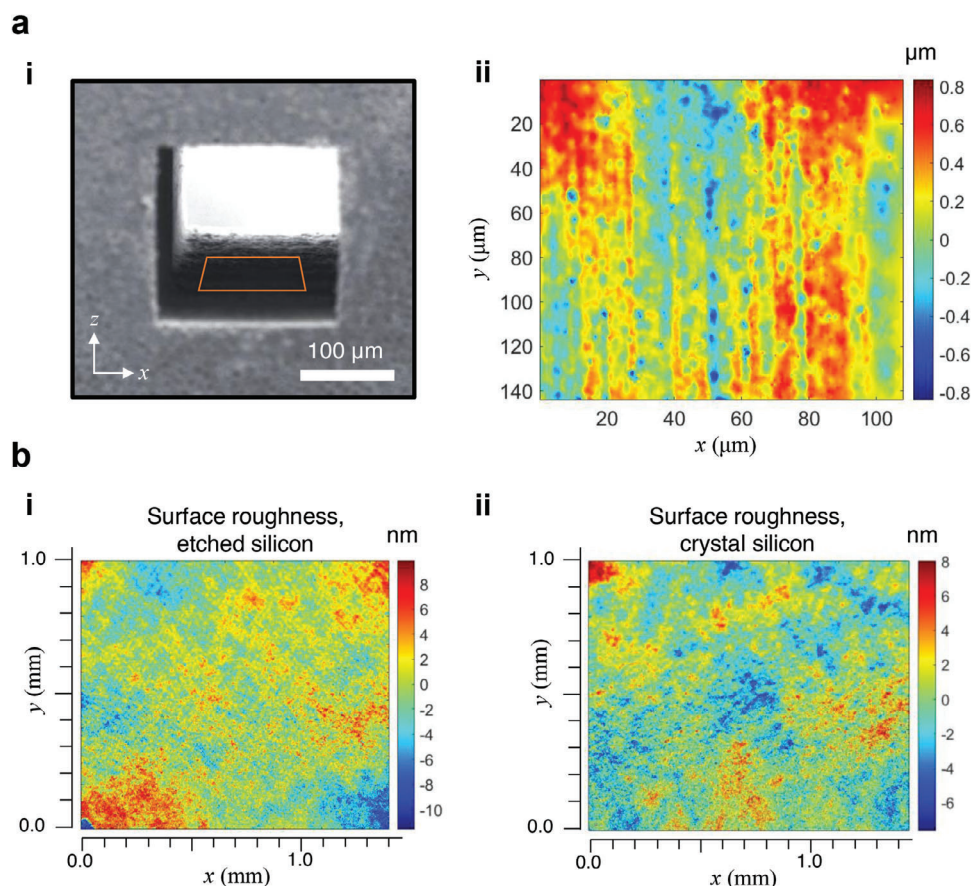 a
i
z
x
100 μm
ii
μm
20
40
60
80
100
120
140
y (μm)
20
40
60
80
100
x (μm)
0.8
0.6
0.4
0.2
0
-0.2
-0.4
-0.6
-0.8
b
i
Surface roughness,
etched silicon
nm
1.0
0.0
y (mm)
0.0
1.0
x (mm)
8
6
4
2
0
-2
-4
-6
-8
-10
ii
Surface roughness,
crystal silicon
nm
1.0
0.0
y (mm)
0.0
1.0
x (mm)
8
6
4
2
0
-2
-4
-6